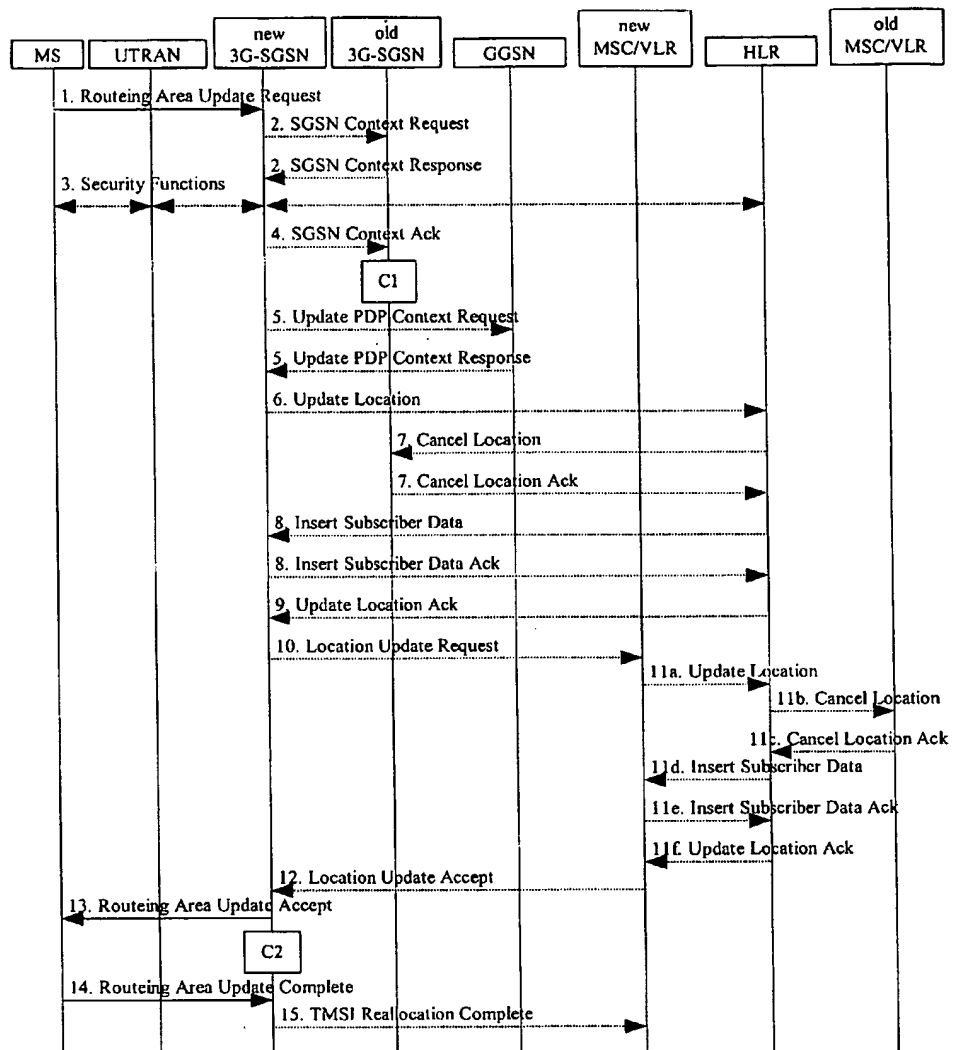 MS
UTRAN
new
3G-SGSN
old
3G-SGSN
GGSN
new
MSC/VLR
HLR
old
MSC/VLR
1. Routeing Area Update Request
2. SGSN Context Request
2. SGSN Context Response
3. Security Functions
4. SGSN Context Ack
C1
5. Update PDP Context Request
5. Update PDP Context Response
6. Update Location
7. Cancel Location
7. Cancel Location Ack
8. Insert Subscriber Data
8. Insert Subscriber Data Ack
9. Update Location Ack
10. Location Update Request
11a. Update Location
11b. Cancel Location
11c. Cancel Location Ack
11d. Insert Subscriber Data
11e. Insert Subscriber Data Ack
11f. Update Location Ack
12. Location Update Accept
13. Routeing Area Update Accept
C2
14. Routeing Area Update Complete
15. TMSI Reallocation Complete